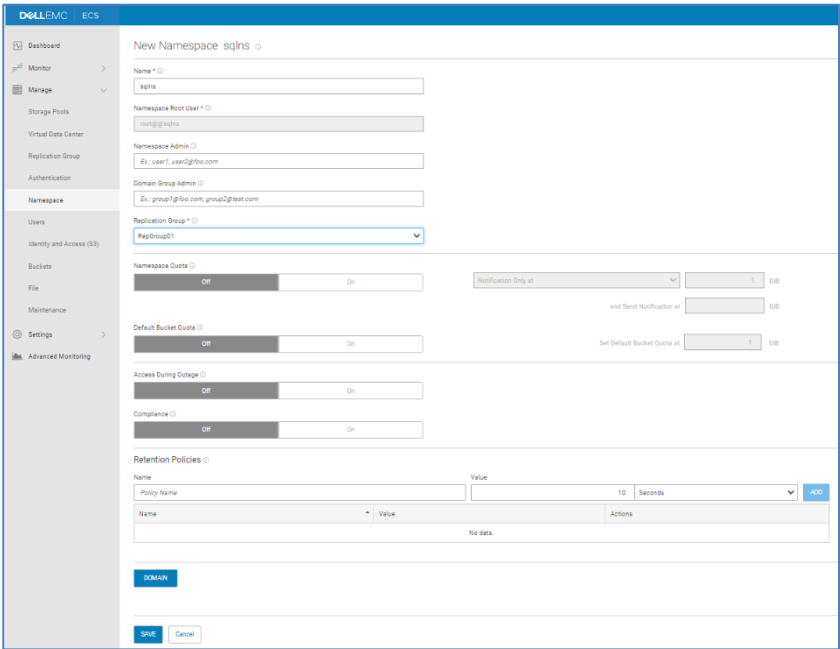 DELLEMC ECS
Dashboard
Monitor
Manage
Storage Pools
Virtual Data Center
Replication Group
Authentication
Namespace
Users
Identity and Access (S3)
Buckets
File
Maintenance
Settings
Advanced Monitoring
New Namespace sqlns
Name *
sqlns
Namespace Root User *
root@@sqlns
Namespace Admin
Ex.: user1, user2@foo.com
Domain Group Admin
Ex.: group1@foo.com, group2@test.com
Replication Group *
RepGroup01
Namespace Quota
Off On Notification Only at 1 GiB
and Send Notification at GiB
Default Bucket Quota
Off On Set Default Bucket Quota at 1 GiB
Access During Outage
Off On
Compliance
Off On
Retention Policies
Name Value
Policy Name 10 Seconds ADD
Name Value Actions
No data.
DOMAIN
SAVE Cancel